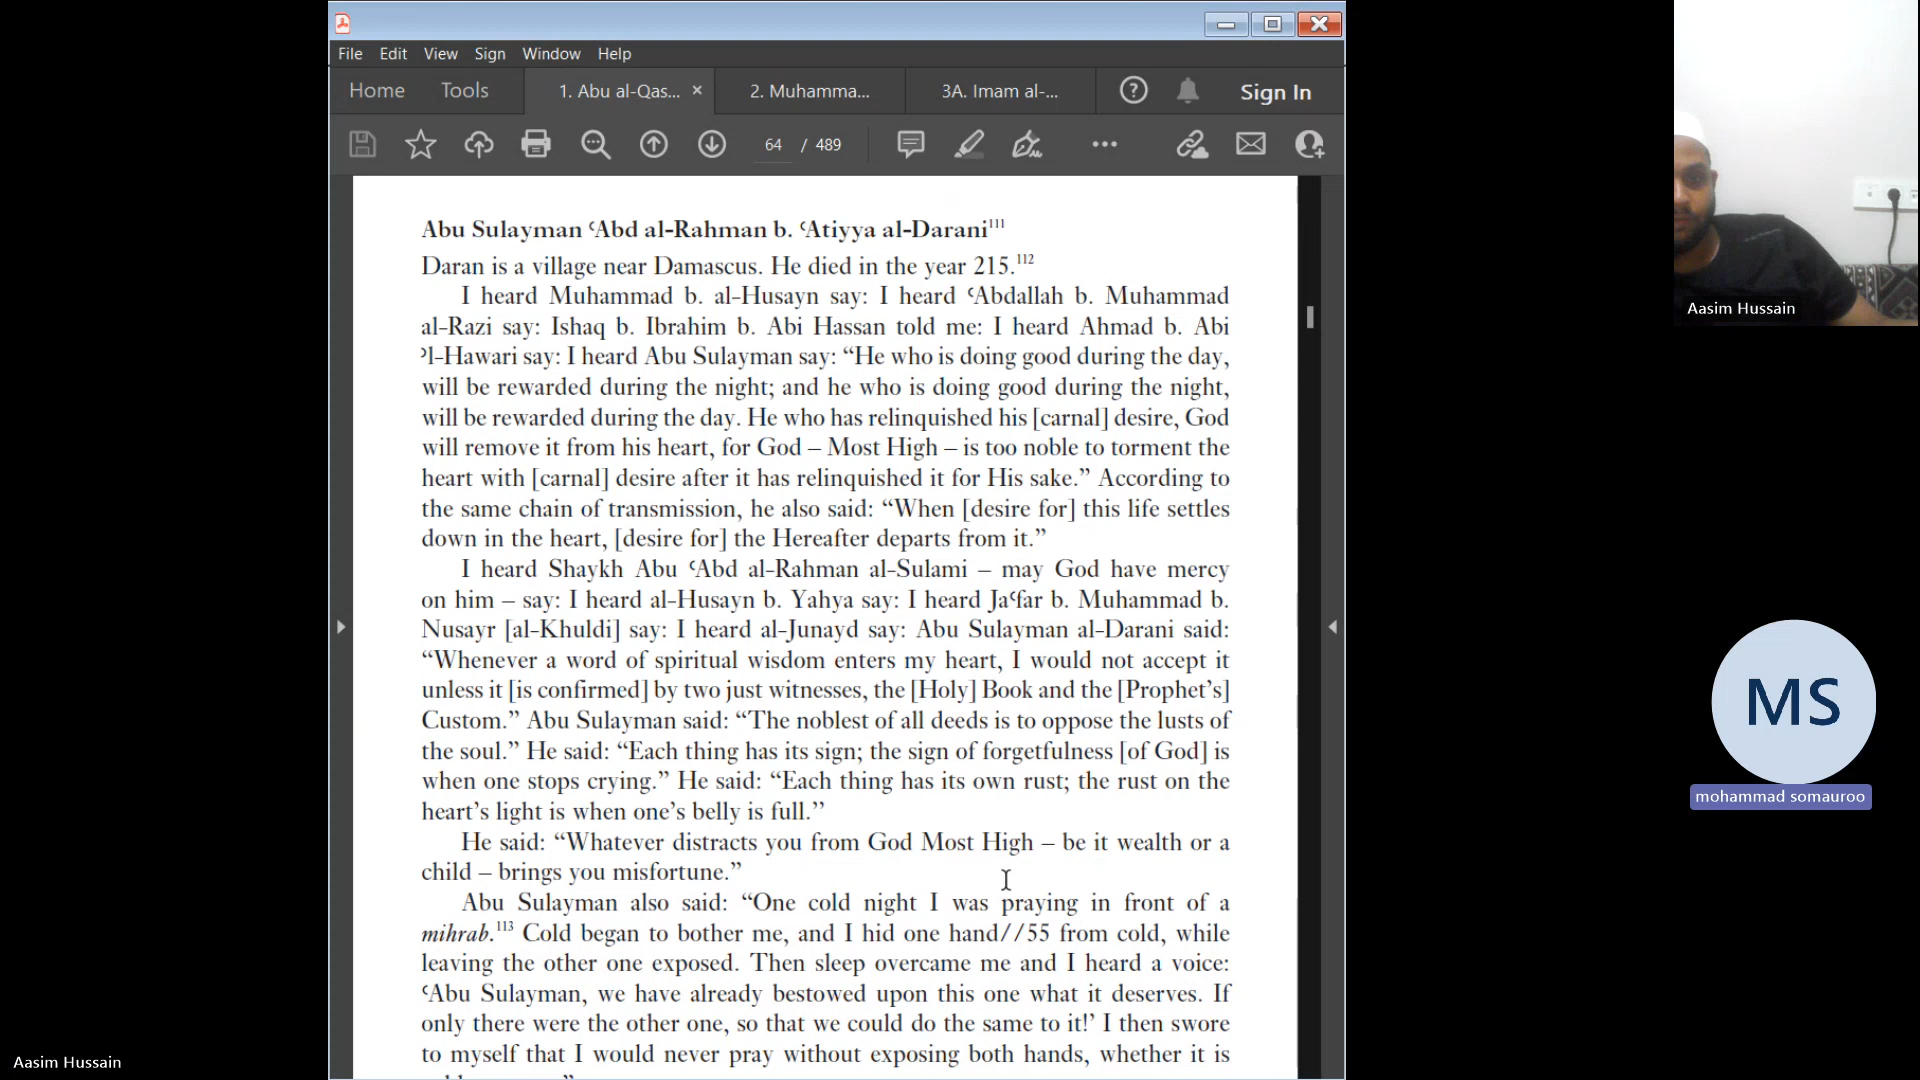 File Edit View Sign Window Help
Home Tools 1. Abu al-Qas... × 2. Muhamma... 3A. Imam al-... Sign In
64 / 489
Abu Sulayman ʿAbd al-Rahman b. ʿAtiyya al-Darani¹¹¹
Daran is a village near Damascus. He died in the year 215.¹¹²
I heard Muhammad b. al-Husayn say: I heard ʿAbdallah b. Muhammad
al-Razi say: Ishaq b. Ibrahim b. Abi Hassan told me: I heard Ahmad b. Abi
ʾl-Hawari say: I heard Abu Sulayman say: “He who is doing good during the day,
will be rewarded during the night; and he who is doing good during the night,
will be rewarded during the day. He who has relinquished his [carnal] desire, God
will remove it from his heart, for God – Most High – is too noble to torment the
heart with [carnal] desire after it has relinquished it for His sake.” According to
the same chain of transmission, he also said: “When [desire for] this life settles
down in the heart, [desire for] the Hereafter departs from it.”
I heard Shaykh Abu ʿAbd al-Rahman al-Sulami – may God have mercy
on him – say: I heard al-Husayn b. Yahya say: I heard Jaʿfar b. Muhammad b.
Nusayr [al-Khuldi] say: I heard al-Junayd say: Abu Sulayman al-Darani said:
“Whenever a word of spiritual wisdom enters my heart, I would not accept it
unless it [is confirmed] by two just witnesses, the [Holy] Book and the [Prophet’s]
Custom.” Abu Sulayman said: “The noblest of all deeds is to oppose the lusts of
the soul.” He said: “Each thing has its sign; the sign of forgetfulness [of God] is
when one stops crying.” He said: “Each thing has its own rust; the rust on the
heart’s light is when one’s belly is full.”
He said: “Whatever distracts you from God Most High – be it wealth or a
child – brings you misfortune.”
Abu Sulayman also said: “One cold night I was praying in front of a
mihrab.¹¹³ Cold began to bother me, and I hid one hand//55 from cold, while
leaving the other one exposed. Then sleep overcame me and I heard a voice:
ʿAbu Sulayman, we have already bestowed upon this one what it deserves. If
only there were the other one, so that we could do the same to it!’ I then swore
to myself that I would never pray without exposing both hands, whether it is
Aasim Hussain
MS
mohammad somauroo
Aasim Hussain